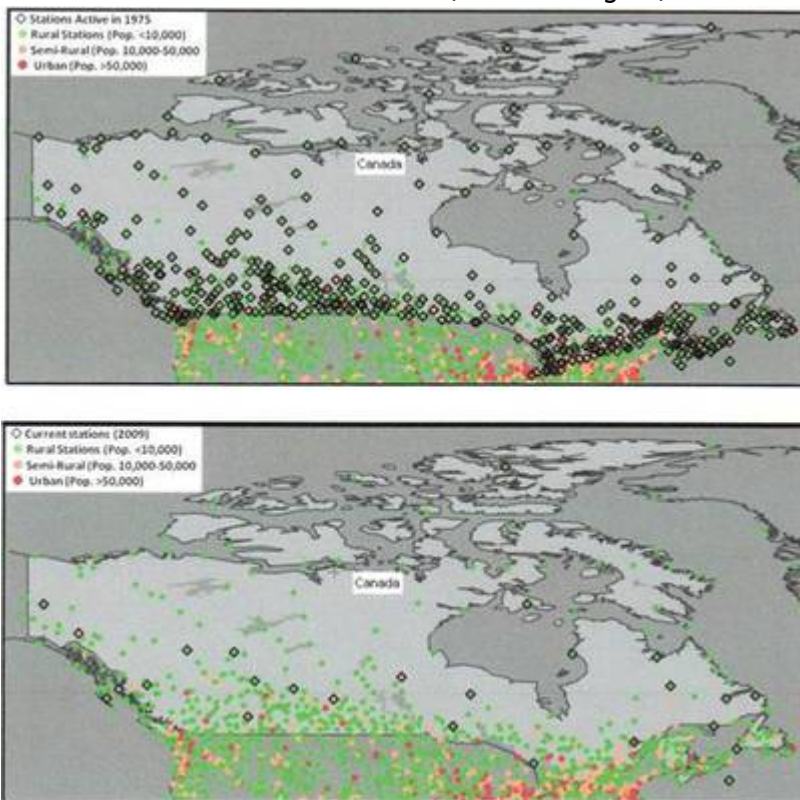 Stations Active in 1975
Rural Stations (Pop. <10,000)
Semi-Rural (Pop. 10,000-50,000
Urban (Pop. >50,000)
Canada
Current stations (2009)
Rural Stations (Pop. <10,000)
Semi-Rural (Pop. 10,000-50,000
Urban (Pop. >50,000)
Canada